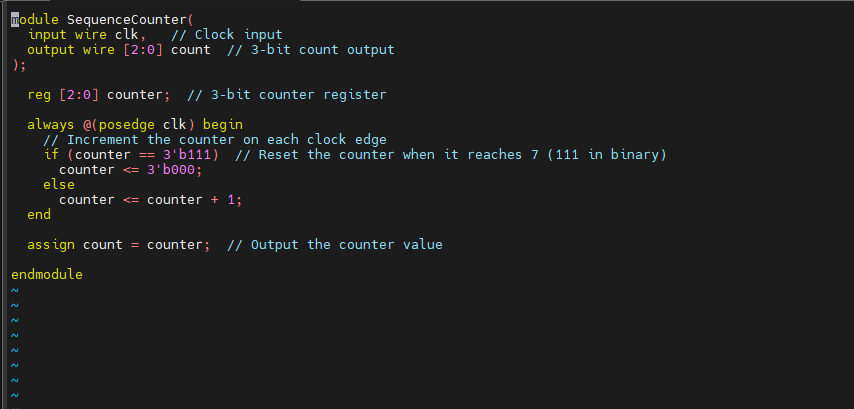 module SequenceCounter(
  input wire clk,   // Clock input
  output wire [2:0] count  // 3-bit count output
);

  reg [2:0] counter;  // 3-bit counter register

  always @(posedge clk) begin
    // Increment the counter on each clock edge
    if (counter == 3'b111)  // Reset the counter when it reaches 7 (111 in binary)
      counter <= 3'b000;
    else
      counter <= counter + 1;
  end

  assign count = counter;  // Output the counter value

endmodule
~
~
~
~
~
~
~
~